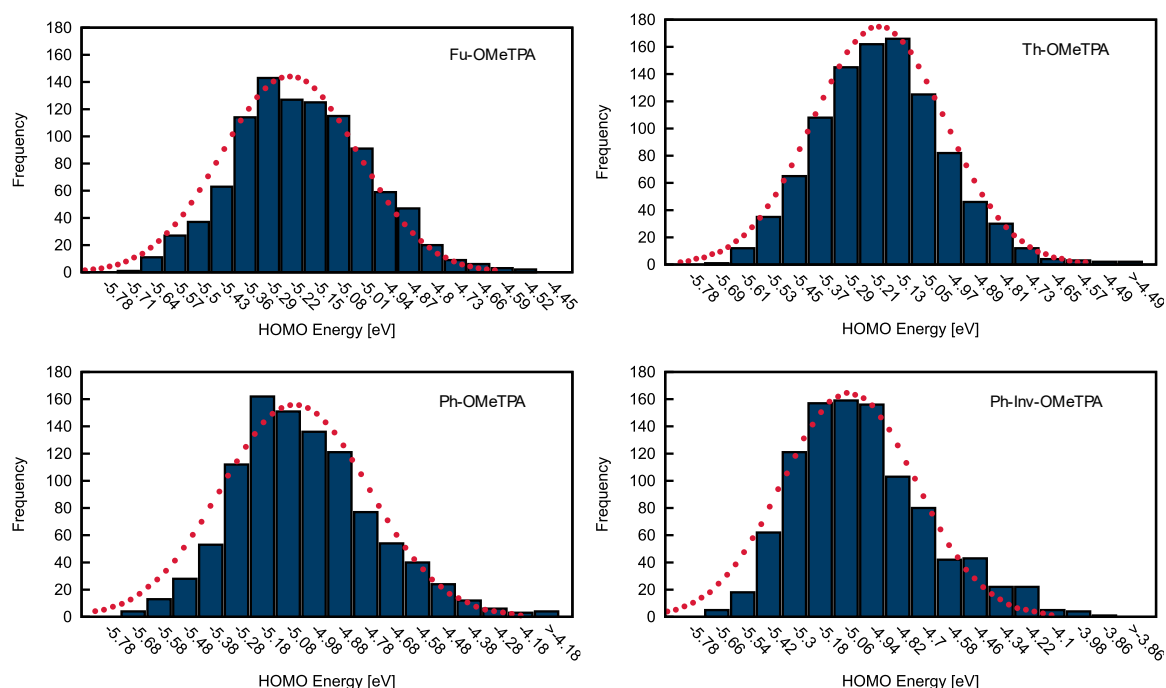 180
160
140
120
100
80
60
40
20
0
Frequency
Fu-OMeTPA
-5.78 -5.71 -5.64 -5.57 -5.5 -5.43 -5.36 -5.29 -5.22 -5.15 -5.08 -5.01 -4.94 -4.87 -4.8 -4.73 -4.66 -4.59 -4.52 -4.45
HOMO Energy [eV]
180
160
140
120
100
80
60
40
20
0
Frequency
Th-OMeTPA
-5.78 -5.69 -5.61 -5.53 -5.45 -5.37 -5.29 -5.21 -5.13 -5.05 -4.97 -4.89 -4.81 -4.73 -4.65 -4.57 -4.49 >-4.49
HOMO Energy [eV]
180
160
140
120
100
80
60
40
20
0
Frequency
Ph-OMeTPA
-5.78 -5.68 -5.58 -5.48 -5.38 -5.28 -5.18 -5.08 -4.98 -4.88 -4.78 -4.68 -4.58 -4.48 -4.38 -4.28 -4.18 >-4.18
HOMO Energy [eV]
180
160
140
120
100
80
60
40
20
0
Frequency
Ph-Inv-OMeTPA
-5.78 -5.66 -5.54 -5.42 -5.3 -5.18 -5.06 -4.94 -4.82 -4.7 -4.58 -4.46 -4.34 -4.22 -4.1 -3.98 -3.86 >-3.86
HOMO Energy [eV]